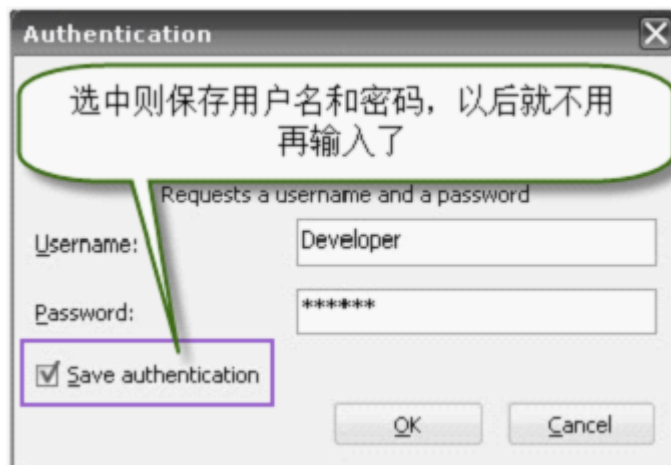 Authentication
选中则保存用户名和密码，以后就不用
再输入了
Requests a username and a password
Username:
Developer
Password:
******
Save authentication
OK
Cancel